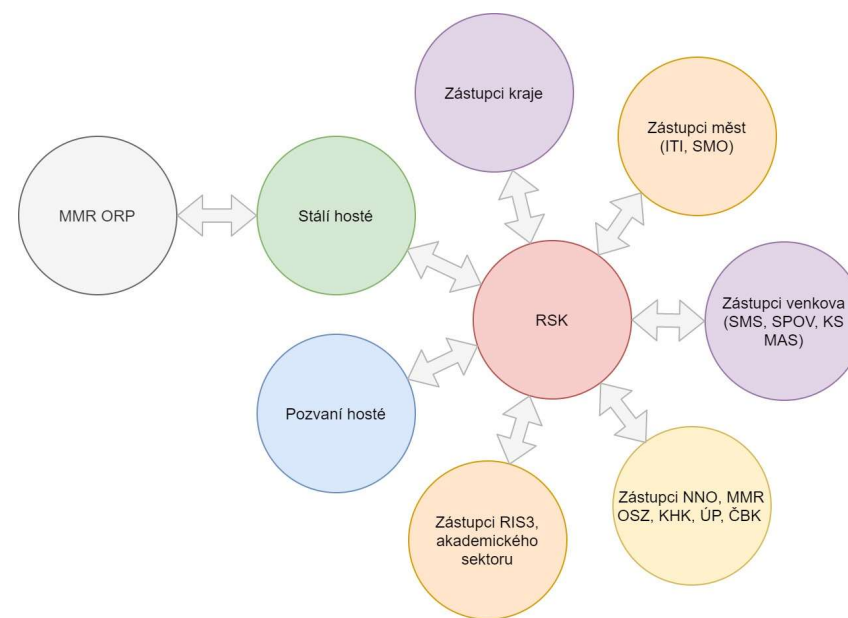 Zástupci kraje
Zástupci měst
(ITI, SMO)
MMR ORP
Stálí hosté
RSK
Zástupci venkova
(SMS, SPOV, KS
MAS)
Pozvaní hosté
Zástupci NNO, MMR
OSZ, KHK, ÚP, ČBK
Zástupci RIS3,
akademického
sektoru